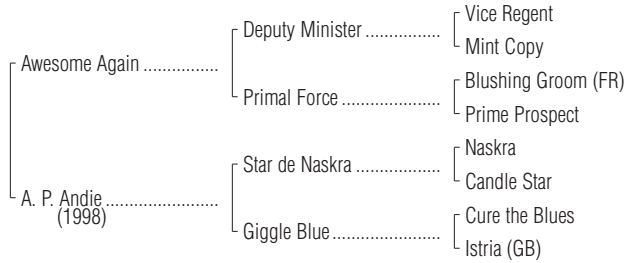 Vice Regent
Deputy Minister ..................
Mint Copy
Awesome Again ...............
Blushing Groom (FR)
Primal Force ....................
Prime Prospect
Naskra
Star de Naskra .................
Candle Star
A. P. Andie.......................
(1998)
Cure the Blues
Giggle Blue......................
Istria (GB)